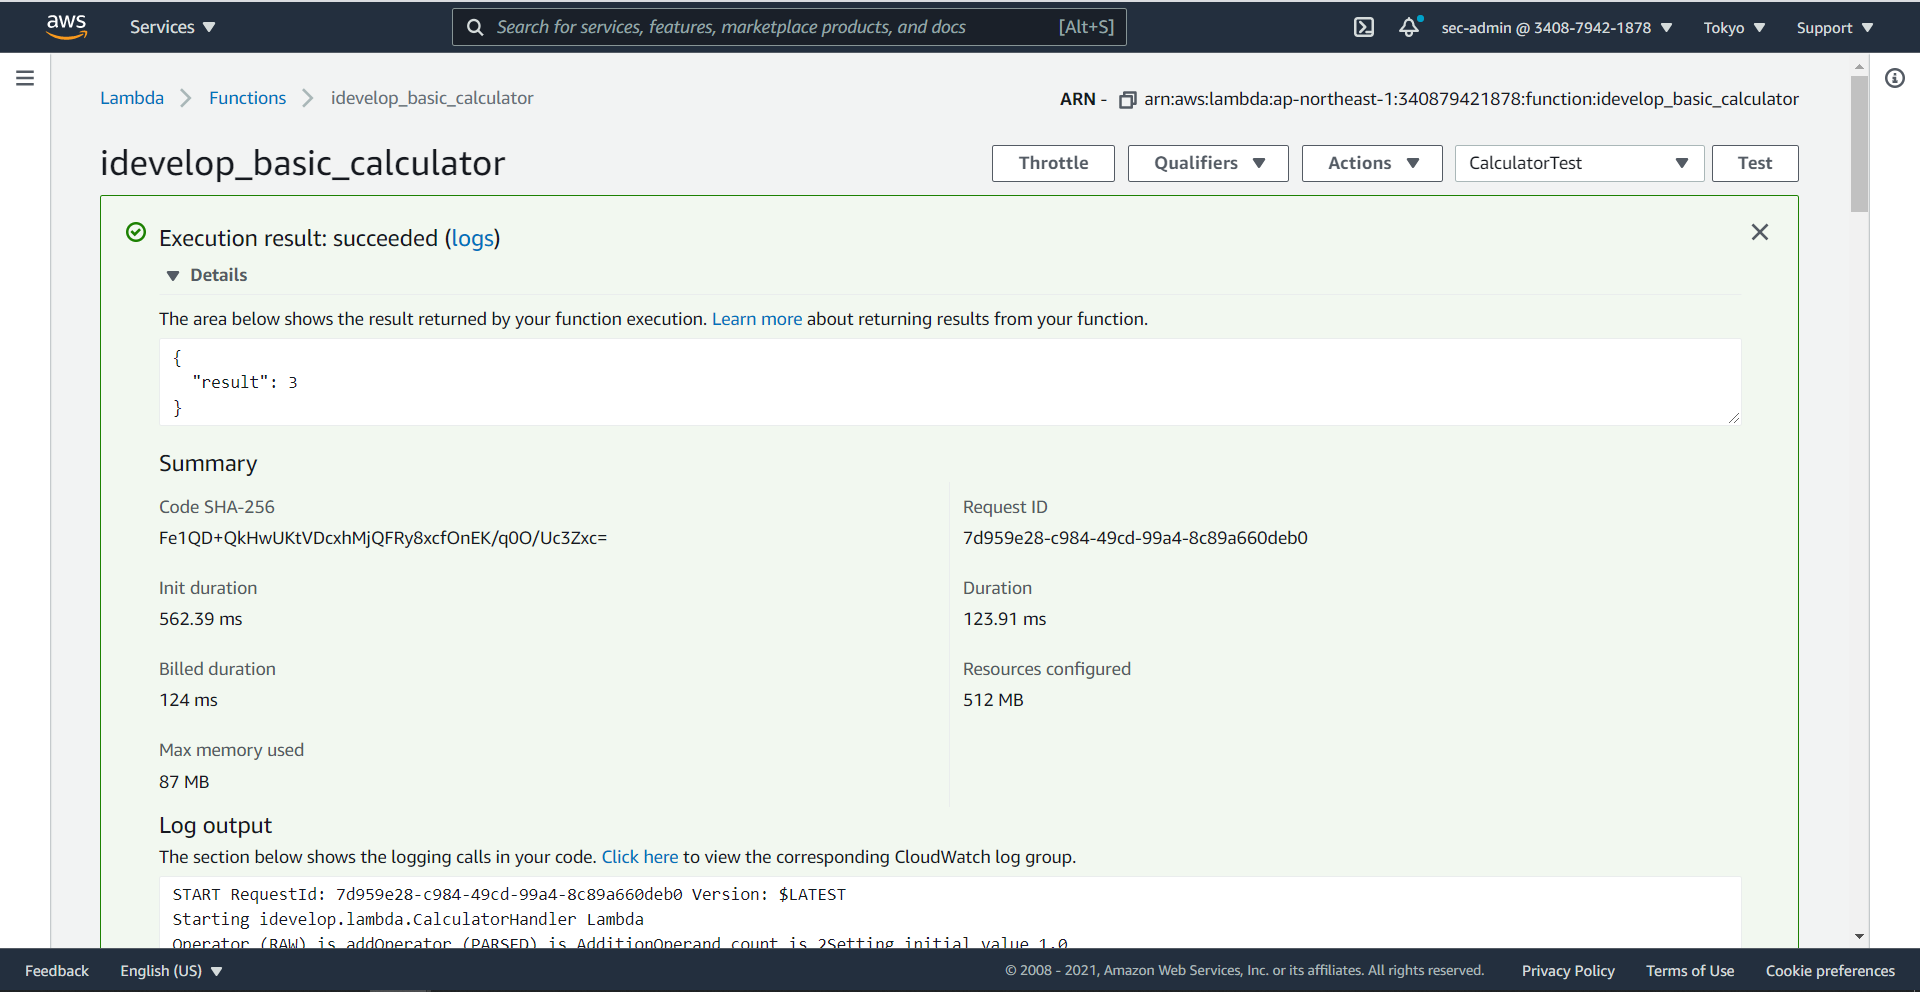 aws Services Search for services, features, marketplace products, and docs [Alt+S] sec-admin @ 3408-7942-1878 Tokyo Support
Lambda Functions idevelop_basic_calculator ARN - arn:aws:lambda:ap-northeast-1:340879421878:function:idevelop_basic_calculator
idevelop_basic_calculator Throttle Qualifiers Actions CalculatorTest Test
Execution result: succeeded (logs)
Details
The area below shows the result returned by your function execution. Learn more about returning results from your function.
{
"result": 3
}
Summary
Code SHA-256 Request ID
Fe1QD+QkHwUKtVDcxhMjQFRy8xcfOnEK/q0O/Uc3Zxc= 7d959e28-c984-49cd-99a4-8c89a660deb0
Init duration Duration
562.39 ms 123.91 ms
Billed duration Resources configured
124 ms 512 MB
Max memory used
87 MB
Log output
The section below shows the logging calls in your code. Click here to view the corresponding CloudWatch log group.
START RequestId: 7d959e28-c984-49cd-99a4-8c89a660deb0 Version: $LATEST
Starting idevelop.lambda.CalculatorHandler Lambda
Operator (RAW) is addOperator (PARSED) is AdditionOperand count is 2Setting initial value 1.0
Feedback English (US) © 2008 - 2021, Amazon Web Services, Inc. or its affiliates. All rights reserved. Privacy Policy Terms of Use Cookie preferences